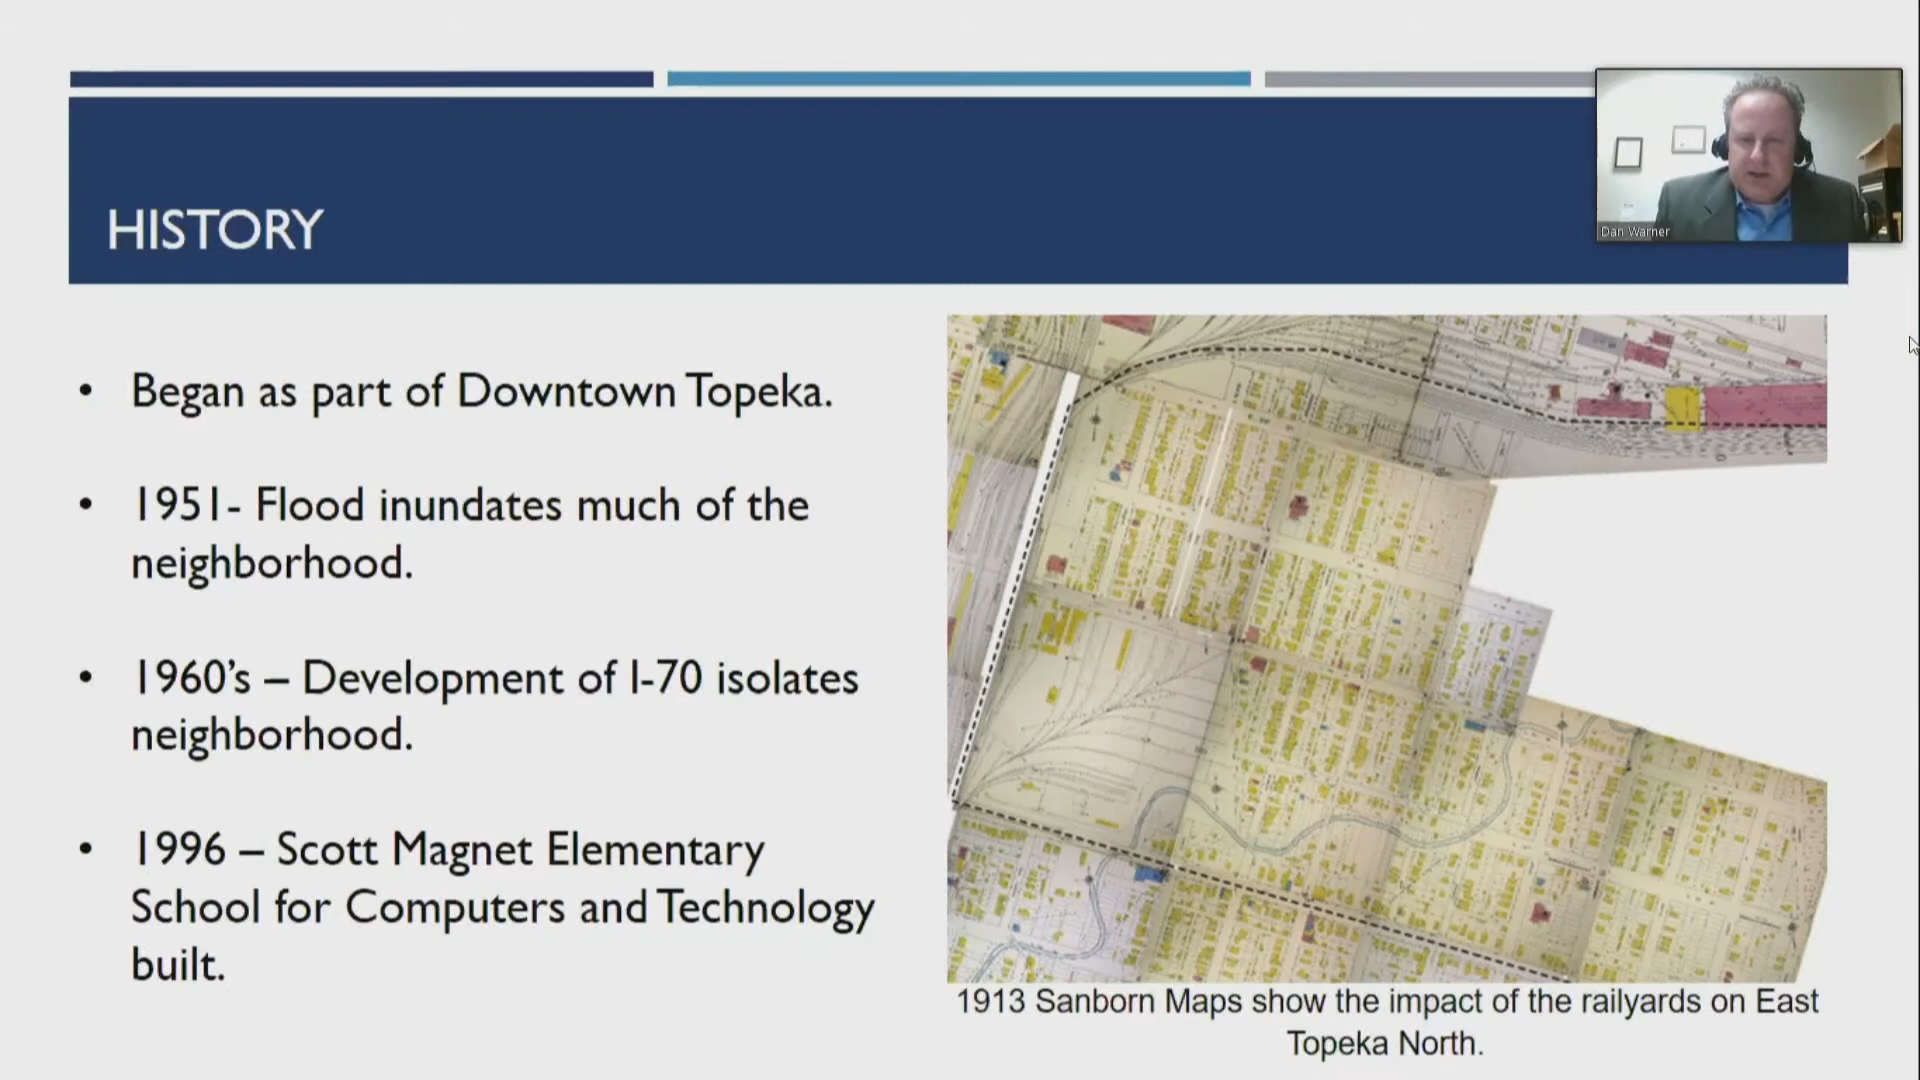 Dan Warner
HISTORY
• Began as part of Downtown Topeka.
• 1951- Flood inundates much of the
neighborhood.
• 1960’s – Development of I-70 isolates
neighborhood.
• 1996 – Scott Magnet Elementary
School for Computers and Technology
built.
1913 Sanborn Maps show the impact of the railyards on East
Topeka North.